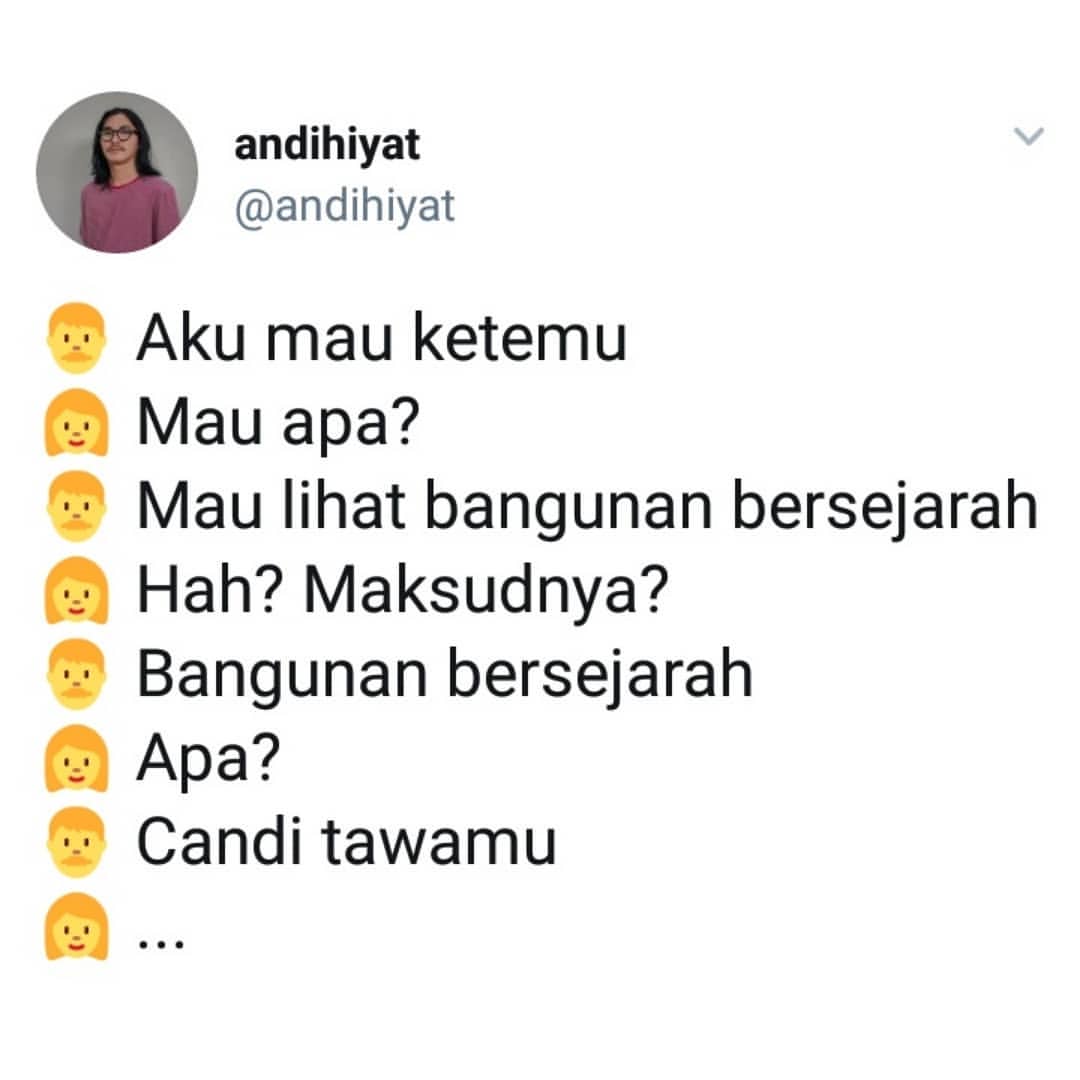 andihiyat
@andihiyat
👨 Aku mau ketemu
👩 Mau apa?
👨 Mau lihat bangunan bersejarah
👩 Hah? Maksudnya?
👨 Bangunan bersejarah
👩 Apa?
👨 Candi tawamu
👩 ...